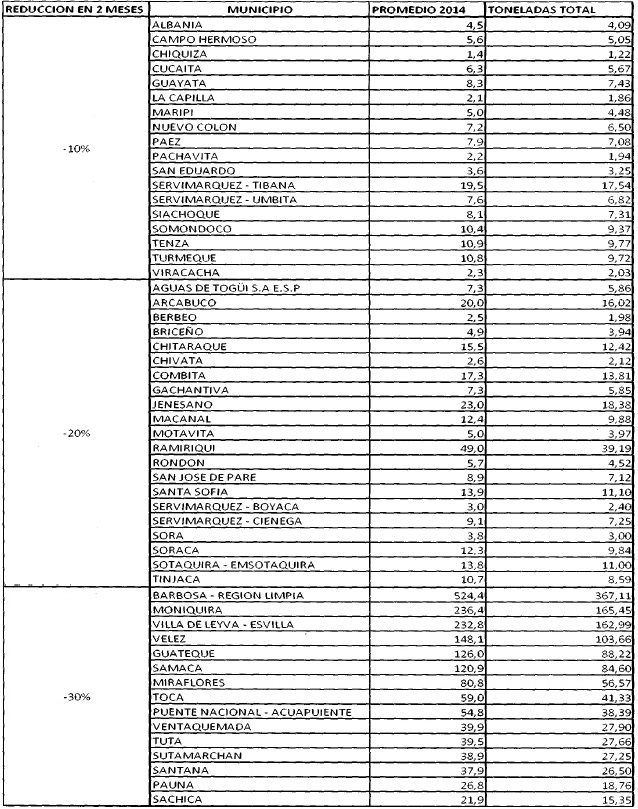 REDUCCION EN 2 MESES MUNICIPIO PROMEDIO 2014 TONELADAS TOTAL
ALBANIA 4,5 4,09
CAMPO HERMOSO 5,6 5,05
CHIQUIZA 1,4 1,22
CUCAITA 6,3 5,67
GUAYATA 8,3 7,43
LA CAPILLA 2,1 1,86
MARIPI 5,0 4,48
NUEVO COLON 7,2 6,50
PAEZ 7,9 7,08
-10%
PACHAVITA 2,2 1,94
SAN EDUARDO 3,6 3,25
SERVIMARQUEZ - TIBANA 19,5 17,54
SERVIMARQUEZ - UMBITA 7,6 6,82
SIACHOQUE 8,1 7,31
SOMONDOCO 10,4 9,37
TENZA 10,9 9,77
TURMEQUE 10,8 9,72
VIRACACHA 2,3 2,03
AGUAS DE TOGÜI S.A E.S.P 7,3 5,86
ARCABUCO 20,0 16,02
BERBEO 2,5 1,98
BRICEÑO 4,9 3,94
CHITARAQUE 15,5 12,42
CHIVATA 2,6 2,12
COMBITA 17,3 13,81
GACHANTIVA 7,3 5,85
JENESANO 23,0 18,38
MACANAL 12,4 9,88
-20%
MOTAVITA 5,0 3,97
RAMIRIQUI 49,0 39,19
RONDON 5,7 4,52
SAN JOSE DE PARE 8,9 7,12
SANTA SOFIA 13,9 11,10
SERVIMARQUEZ - BOYACA 3,0 2,40
SERVIMARQUEZ - CIENEGA 9,1 7,25
SORA 3,8 3,00
SORACA 12,3 9,84
SOTAQUIRA - EMSOTAQUIRA 13,8 11,00
TINJACA 10,7 8,59
BARBOSA - REGION LIMPIA 524,4 367,11
MONIQUIRA 236,4 165,45
VILLA DE LEYVA - ESVILLA 232,8 162,99
VELEZ 148,1 103,66
GUATEQUE 126,0 88,22
SAMACA 120,9 84,60
MIRAFLORES 80,8 56,57
-30%
TOCA 59,0 41,33
PUENTE NACIONAL - ACUAPUIENTE 54,8 38,39
VENTAQUEMADA 39,9 27,90
TUTA 39,5 27,66
SUTAMARCHAN 38,9 27,25
SANTANA 37,9 26,50
PAUNA 26,8 18,76
SACHICA 21,9 15,35